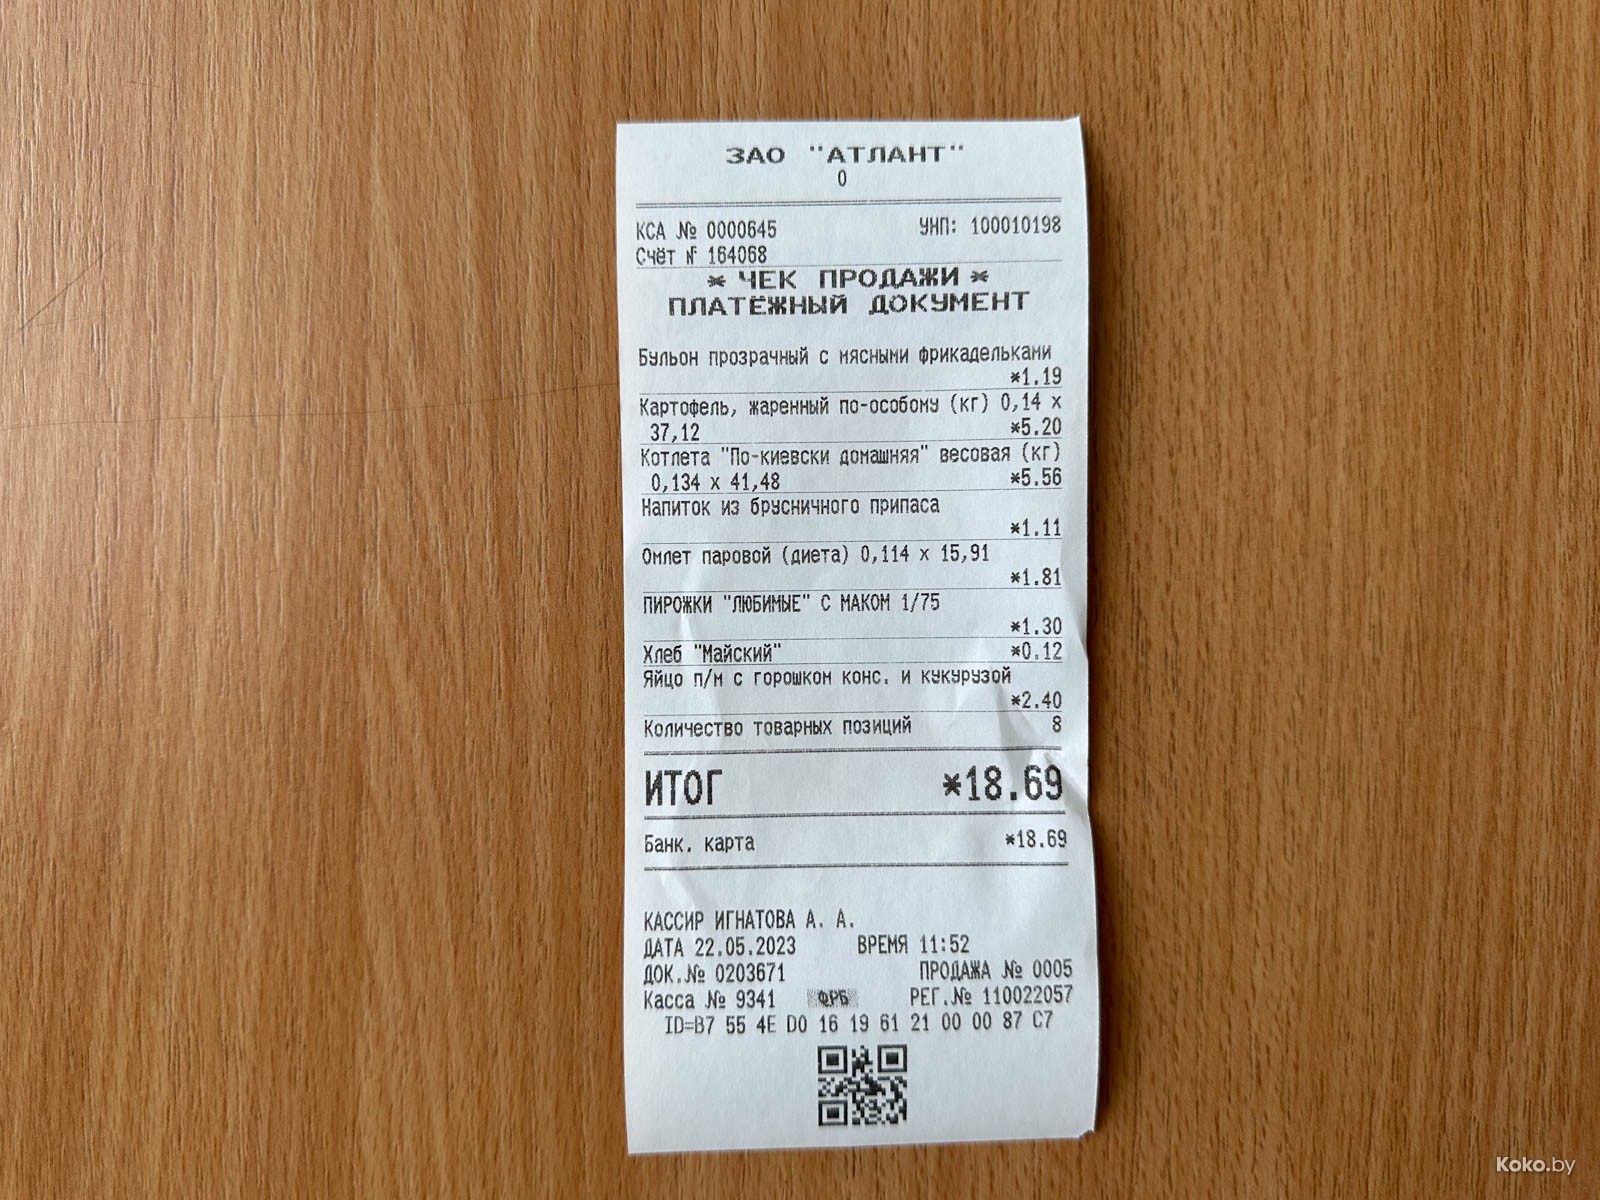 ЗАО "АТЛАНТ"
0
КСА № 0000645 УНП: 100010198
Счёт № 164068
* ЧЕК ПРОДАЖИ *
ПЛАТЁЖНЫЙ ДОКУМЕНТ
Бульон прозрачный с мясными фрикадельками
*1.19
Картофель, жаренный по-особому (кг) 0,14 x
37,12 *5.20
Котлета "По-киевски домашняя" весовая (кг)
0,134 x 41,48 *5.56
Напиток из брусничного припаса
*1.11
Омлет паровой (диета) 0,114 x 15,91
*1.81
ПИРОЖКИ "ЛЮБИМЫЕ" С МАКОМ 1/75
*1.30
Хлеб "Майский" *0.12
Яйцо п/м с горошком конс. и кукурузой
*2.40
Количество товарных позиций 8
ИТОГ *18.69
Банк. карта *18.69
КАССИР ИГНАТОВА А. А.
ДАТА 22.05.2023 ВРЕМЯ 11:52
ДОК.№ 0203671 ПРОДАЖА № 0005
Касса № 9341 ФРБ РЕГ.№ 110022057
ID=B7 55 4E D0 16 19 61 21 00 00 87 C7
Koko.by